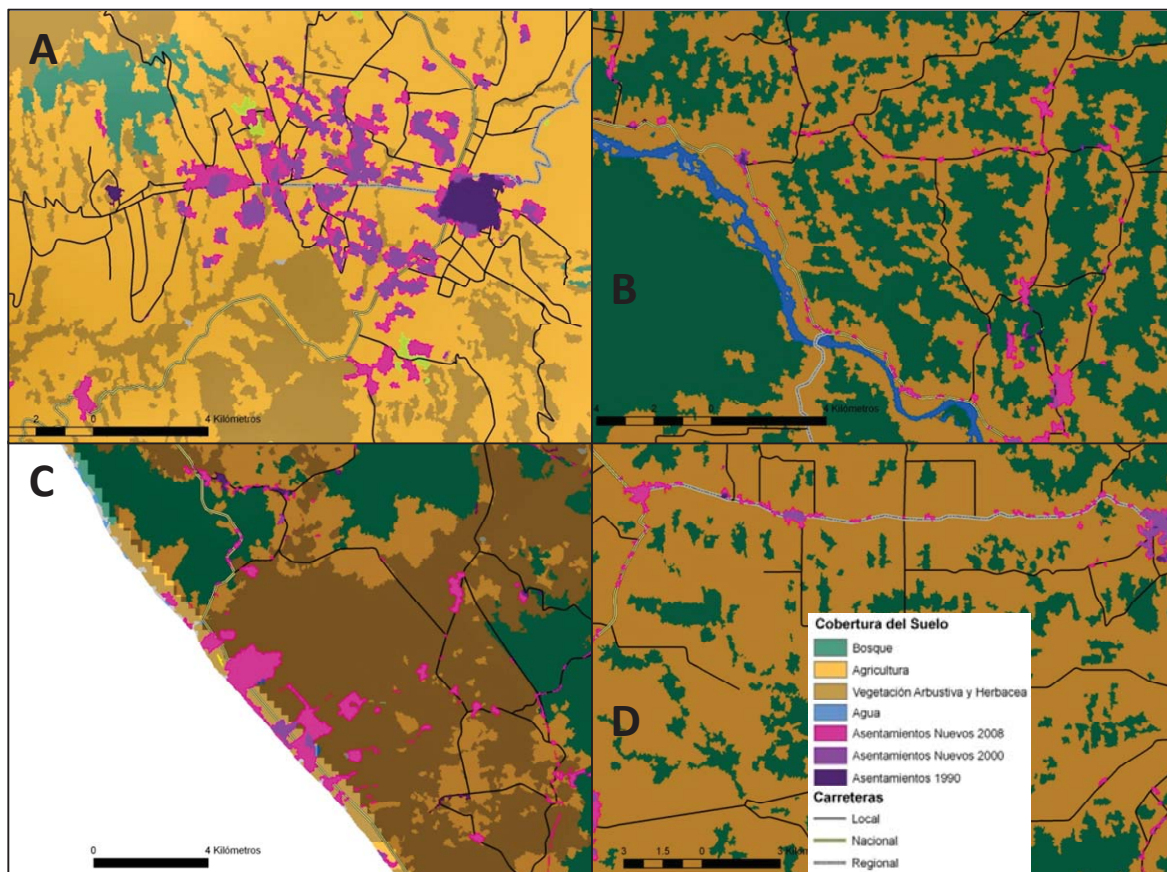 A
2 0 4 Kilómetros
B
4 2 0 4 Kilómetros
C
0 4 Kilómetros
D
3 1.5 0 3 Kil
Cobertura del Suelo
Bosque
Agricultura
Vegetación Arbustiva y Herbacea
Agua
Asentamientos Nuevos 2008
Asentamientos Nuevos 2000
Asentamientos 1990
Carreteras
Local
Nacional
Regional